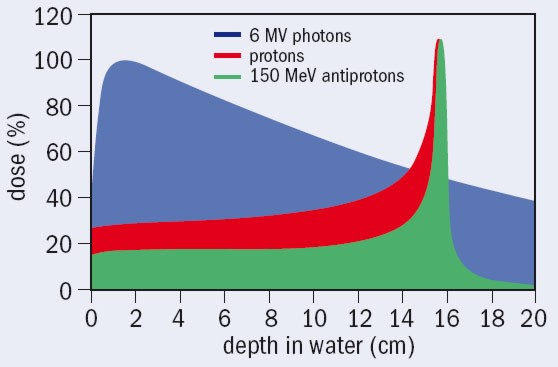 120
100
80
60
40
20
0
dose (%)
6 MV photons
protons
150 MeV antiprotons
0 2 4 6 8 10 12 14 16 18 20
depth in water (cm)